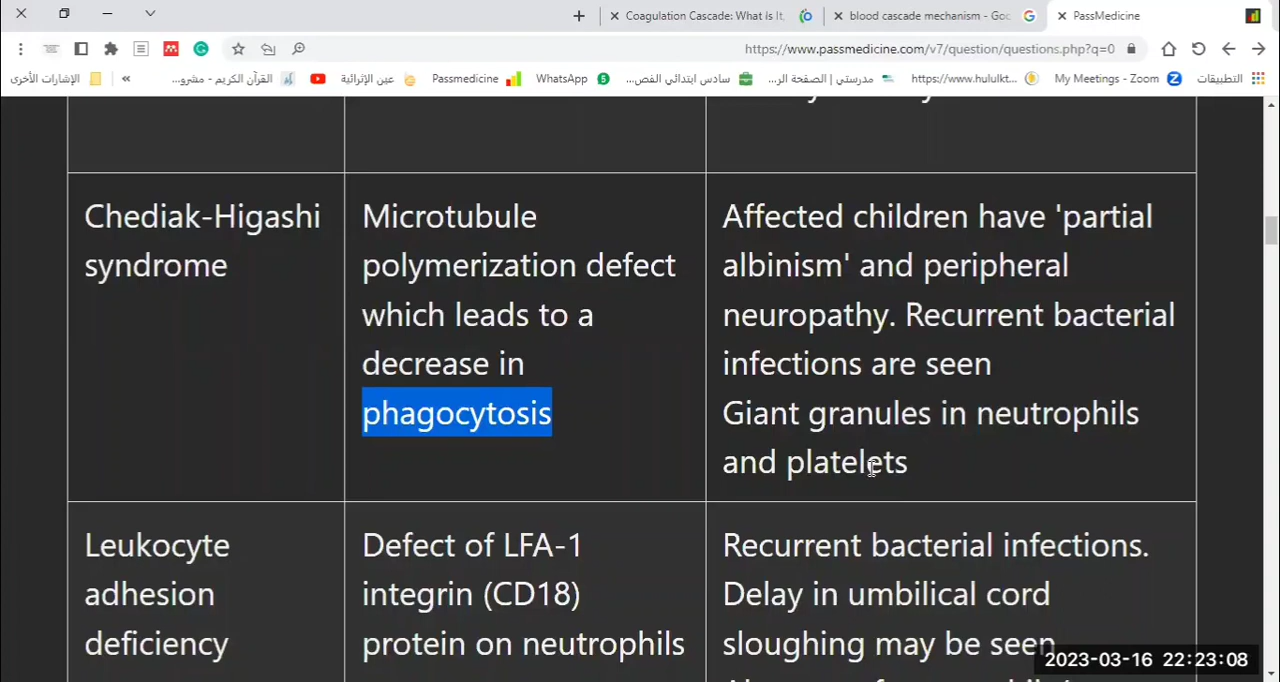 Coagulation Cascade: What is It,
blood cascade mechanism - Goo
PassMedicine
https://www.passmedicine.com/v7/question/questions.php?q=0
الإشارات الأخرى
»
القرآن الكريم - مشرو...
عين الإثرائية
Passmedicine
WhatsApp
سادس ابتدائي الفص...
مدرستي | الصفحة الر...
https://www.hululkt...
My Meetings - Zoom
التطبيقات
Chediak-Higashi
syndrome
Microtubule
polymerization defect
which leads to a
decrease in
phagocytosis
Affected children have 'partial
albinism' and peripheral
neuropathy. Recurrent bacterial
infections are seen
Giant granules in neutrophils
and platelets
Leukocyte
adhesion
deficiency
Defect of LFA-1
integrin (CD18)
protein on neutrophils
Recurrent bacterial infections.
Delay in umbilical cord
sloughing may be seen
2023-03-16 22:23:08